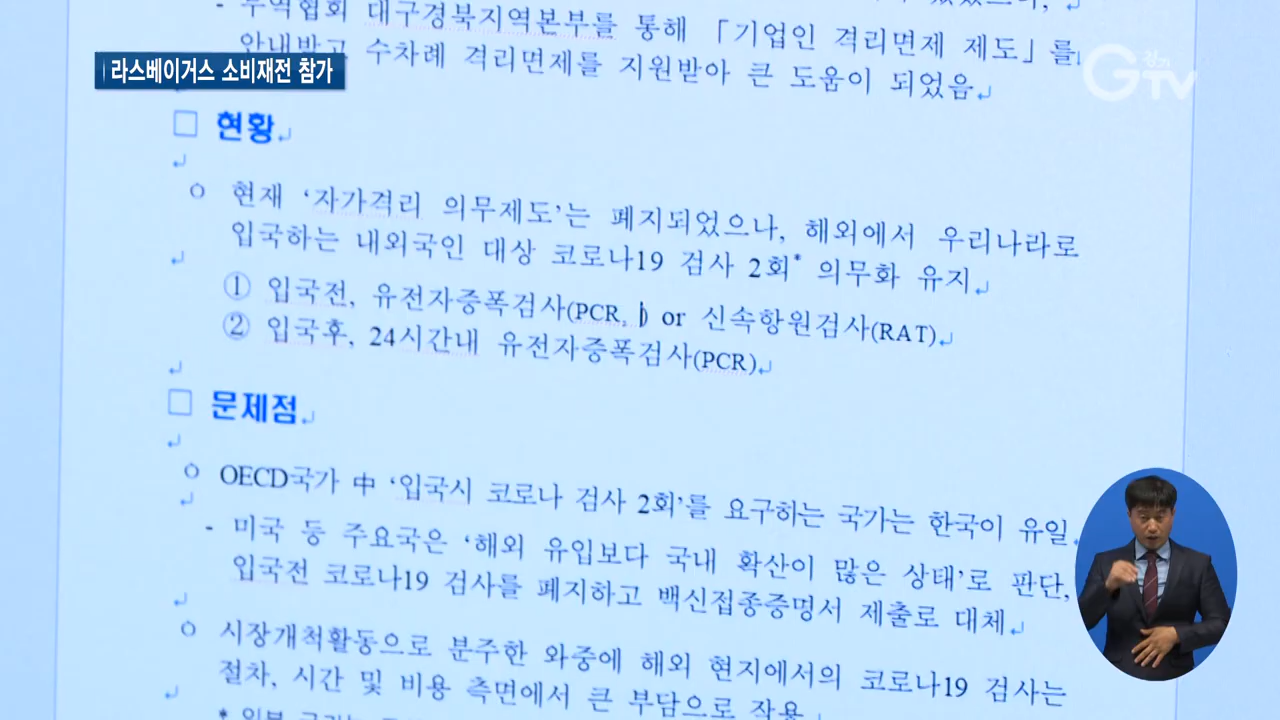 - 무역협회 대구경북지역본부를 통해 「기업인 격리면제 제도」를
안내받고 수차례 격리면제를 지원받아 큰 도움이 되었음
라스베이거스 소비재전 참가
경기
GTV
□ 현황
ㅇ 현재 ‘자가격리 의무제도’는 폐지되었으나, 해외에서 우리나라로
입국하는 내외국인 대상 코로나19 검사 2회* 의무화 유지
① 입국전, 유전자증폭검사(PCR, ) or 신속항원검사(RAT)
② 입국후, 24시간내 유전자증폭검사(PCR)
□ 문제점
ㅇ OECD국가 中 ‘입국시 코로나 검사 2회’를 요구하는 국가는 한국이 유일
- 미국 등 주요국은 ‘해외 유입보다 국내 확산이 많은 상태’로 판단,
입국전 코로나19 검사를 폐지하고 백신접종증명서 제출로 대체
ㅇ 시장개척활동으로 분주한 와중에 해외 현지에서의 코로나19 검사는
절차, 시간 및 비용 측면에서 큰 부담으로 작용